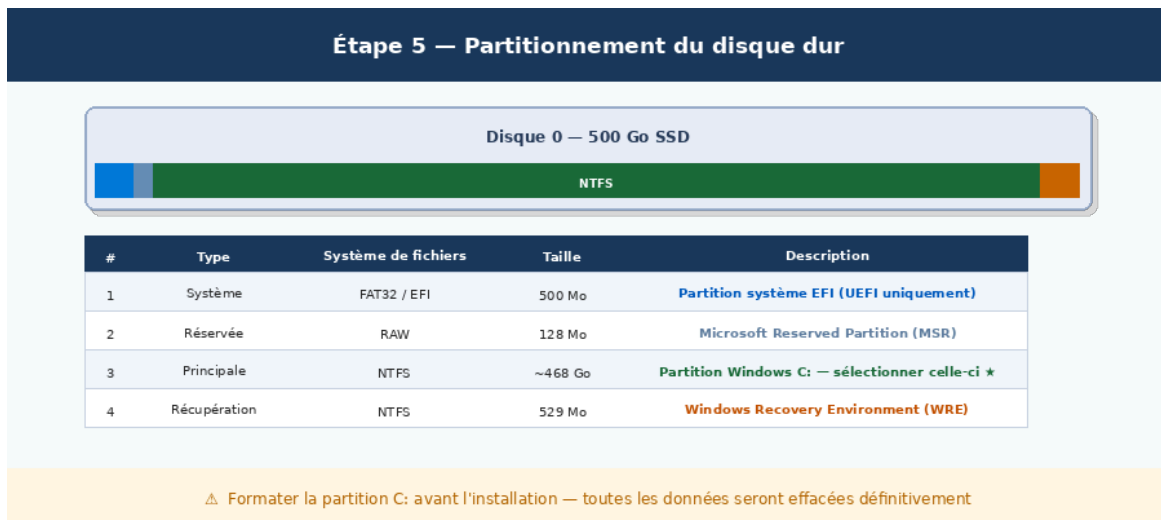 Étape 5 — Partitionnement du disque dur
Disque 0 — 500 Go SSD
NTFS
# Type Système de fichiers Taille Description
1 Système FAT32 / EFI 500 Mo Partition système EFI (UEFI uniquement)
2 Réservée RAW 128 Mo Microsoft Reserved Partition (MSR)
3 Principale NTFS ~468 Go Partition Windows C: — sélectionner celle-ci ★
4 Récupération NTFS 529 Mo Windows Recovery Environment (WRE)
⚠ Formater la partition C: avant l'installation — toutes les données seront effacées définitivement